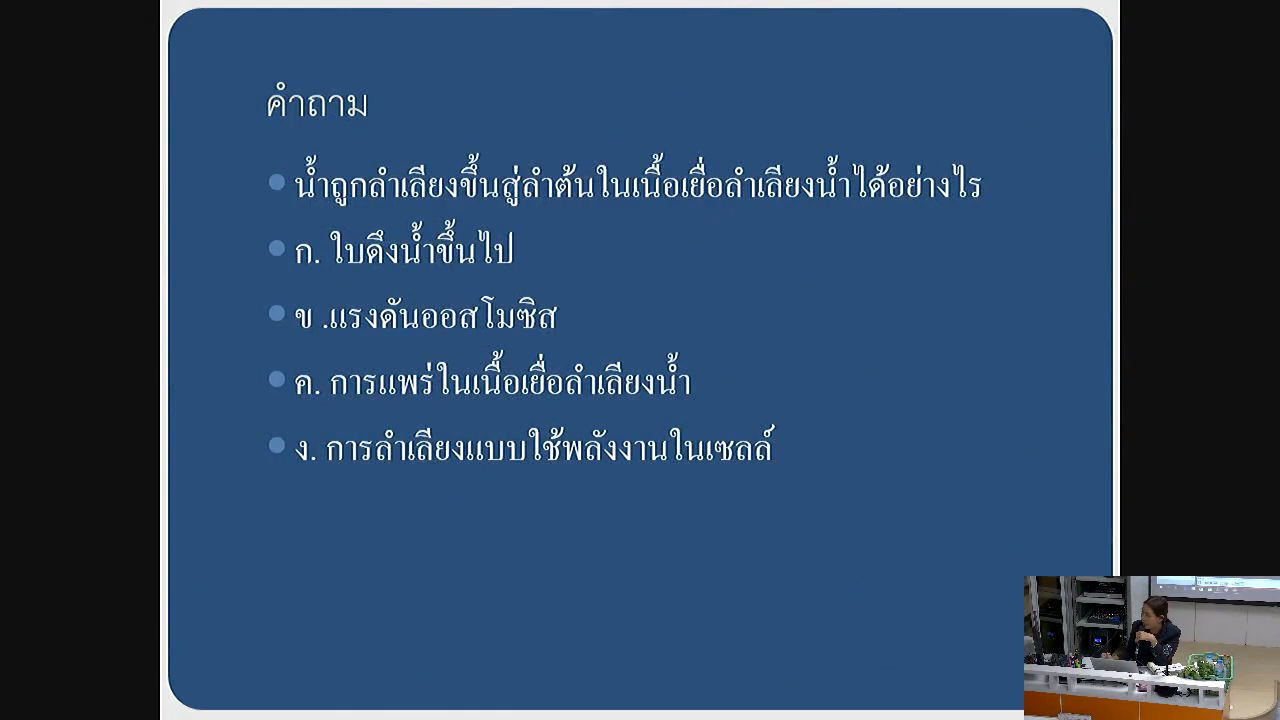 คำถาม
น้ำถูกลำเลียงขึ้นสู่ลำต้นในเนื้อเยื่อลำเลียงน้ำได้อย่างไร
ก. ใบดึงน้ำขึ้นไป
ข .แรงดันออสโมซิส
ค. การแพร่ในเนื้อเยื่อลำเลียงน้ำ
ง. การลำเลียงแบบใช้พลังงานในเซลล์